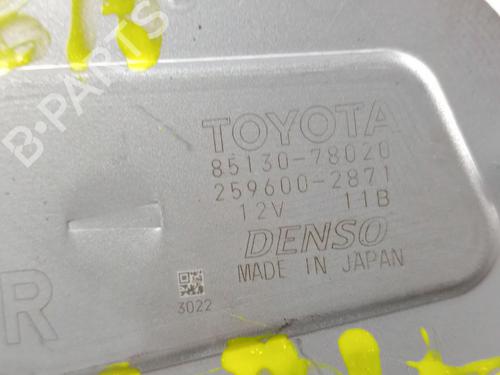 B-PARTS
TOYOTA
85130-78020
259600-2871
12V 11B
DENSO
MADE IN JAPAN
3022
R